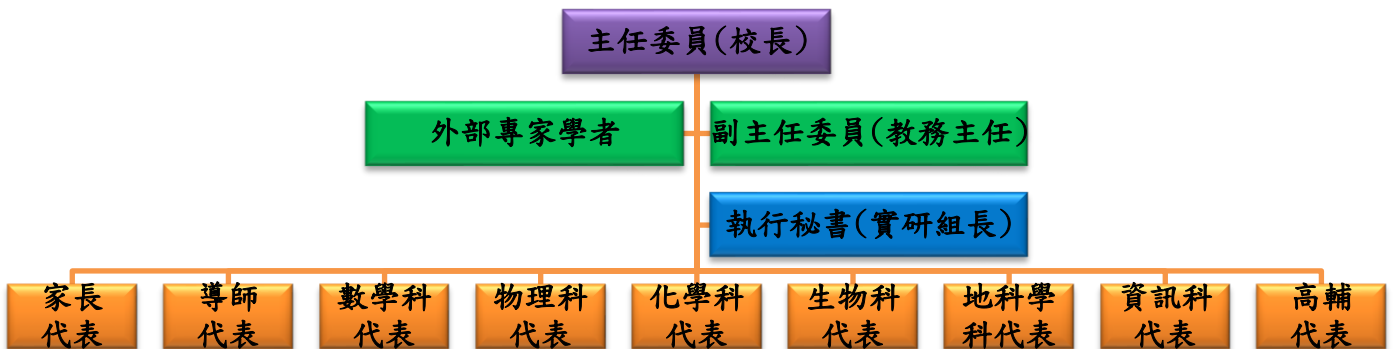 主任委員(校長)
外部專家學者
副主任委員(教務主任)
執行秘書(實研組長)
家長
代表
導師
代表
數學科
代表
物理科
代表
化學科
代表
生物科
代表
地科學
科代表
資訊科
代表
高輔
代表